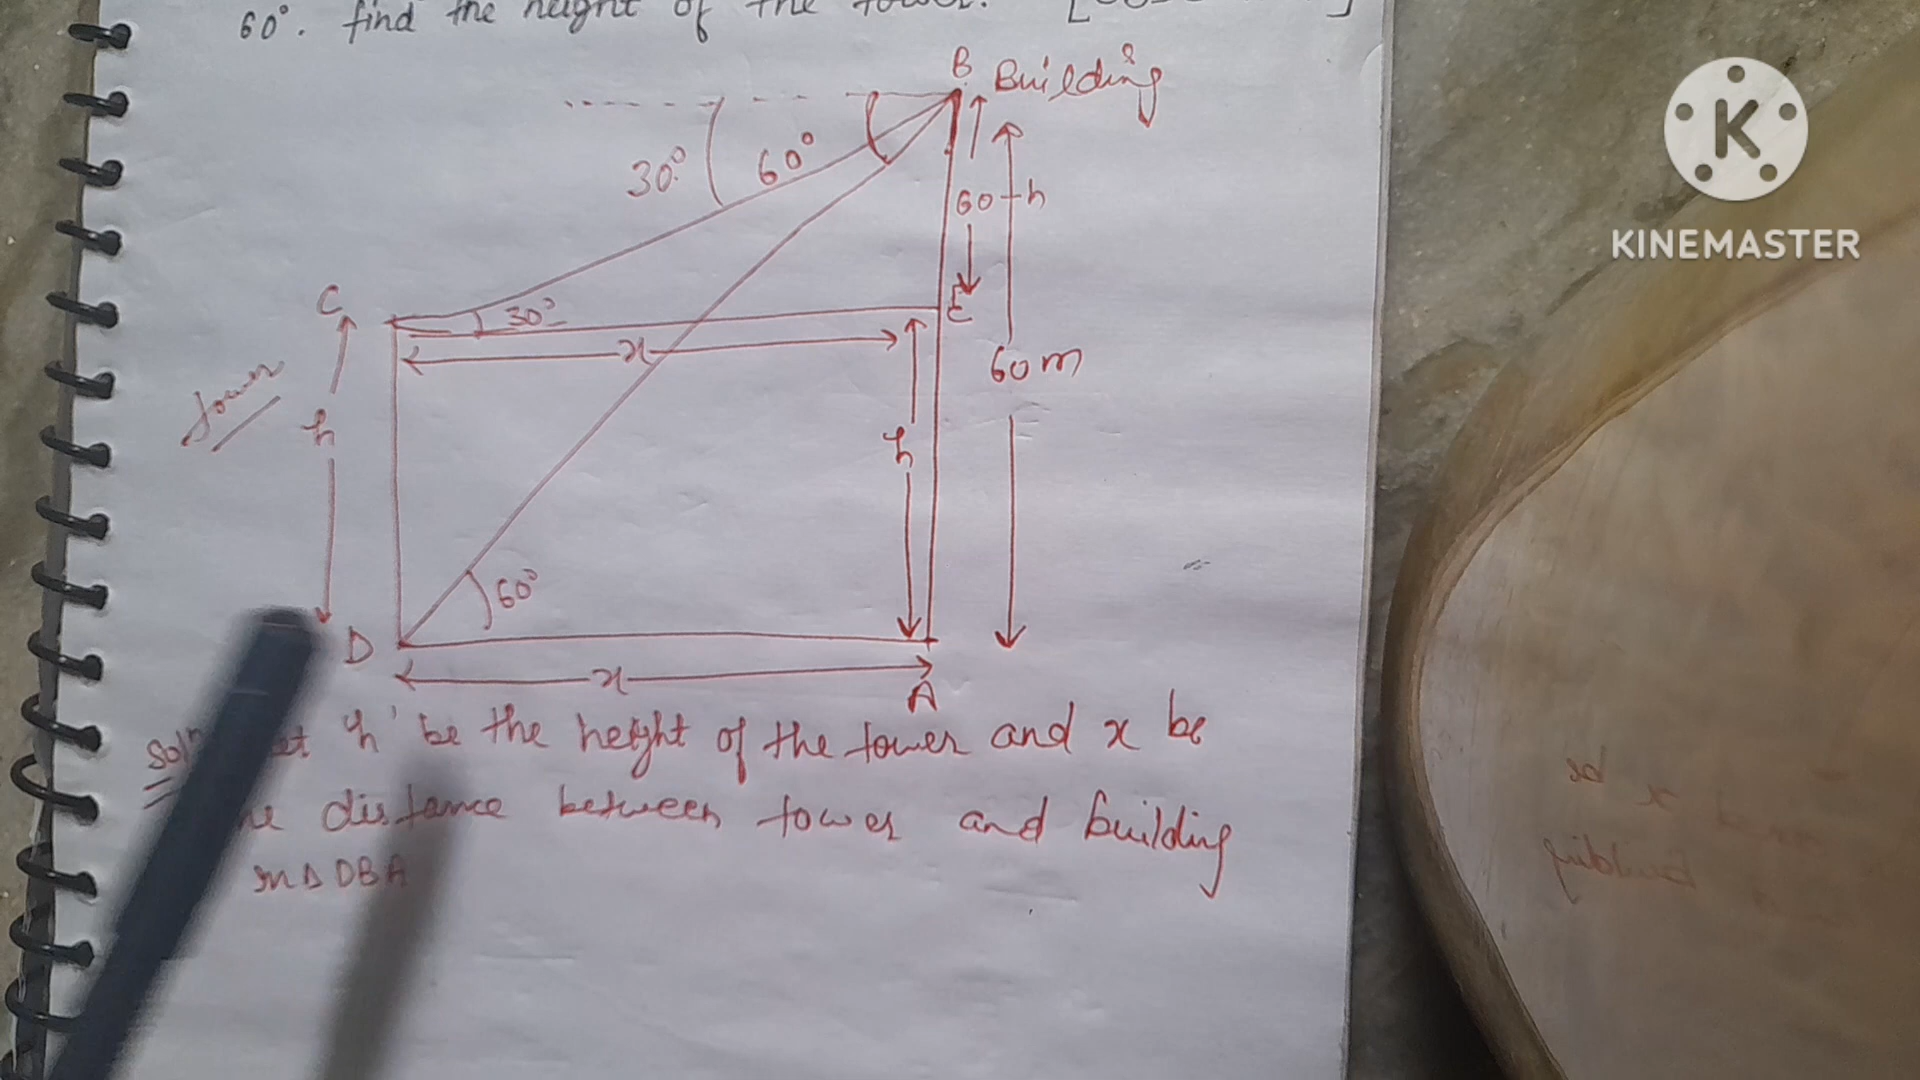 60°. find the height of the tower.
B Building
30° 60°
60-h
C 30° E
x
60m
tower
h
h
60°
D
x
A
Soln let 'h' be the height of the tower and x be
distance between tower and building
In Δ DBA
K
KINEMASTER